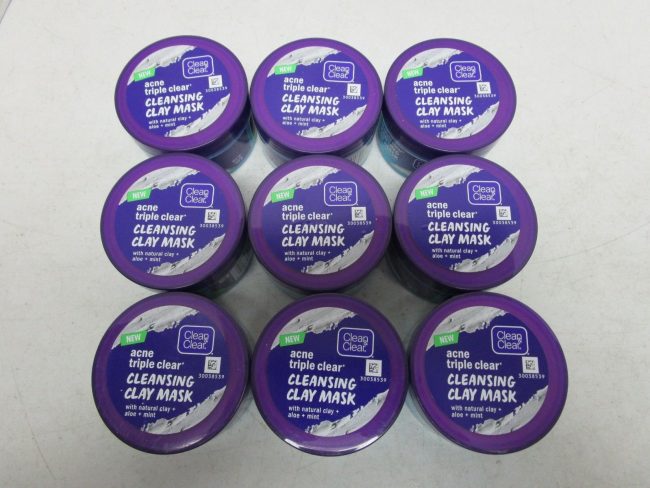 NEW
Clean &
Clear.
acne
triple clear®
30038539
CLEANSING
CLAY MASK
with natural clay +
aloe + mint
NEW
Clean &
Clear.
acne
triple clear®
30038539
CLEANSING
CLAY MASK
with natural clay +
aloe + mint
NEW
Clean &
Clear.
acne
triple clear®
30038539
CLEANSING
CLAY MASK
with natural clay +
aloe + mint
NEW
Clean &
Clear.
acne
triple clear®
30038539
CLEANSING
CLAY MASK
with natural clay +
aloe + mint
NEW
Clean &
Clear.
acne
triple clear®
30038539
CLEANSING
CLAY MASK
with natural clay +
aloe + mint
NEW
Clean &
Clear.
acne
triple clear®
30038539
CLEANSING
CLAY MASK
with natural clay +
aloe + mint
NEW
Clean &
Clear.
acne
triple clear®
30038539
CLEANSING
CLAY MASK
with natural clay +
aloe + mint
NEW
Clean &
Clear.
acne
triple clear®
30038539
CLEANSING
CLAY MASK
with natural clay +
aloe + mint
NEW
Clean &
Clear.
acne
triple clear®
30038539
CLEANSING
CLAY MASK
with natural clay +
aloe + mint